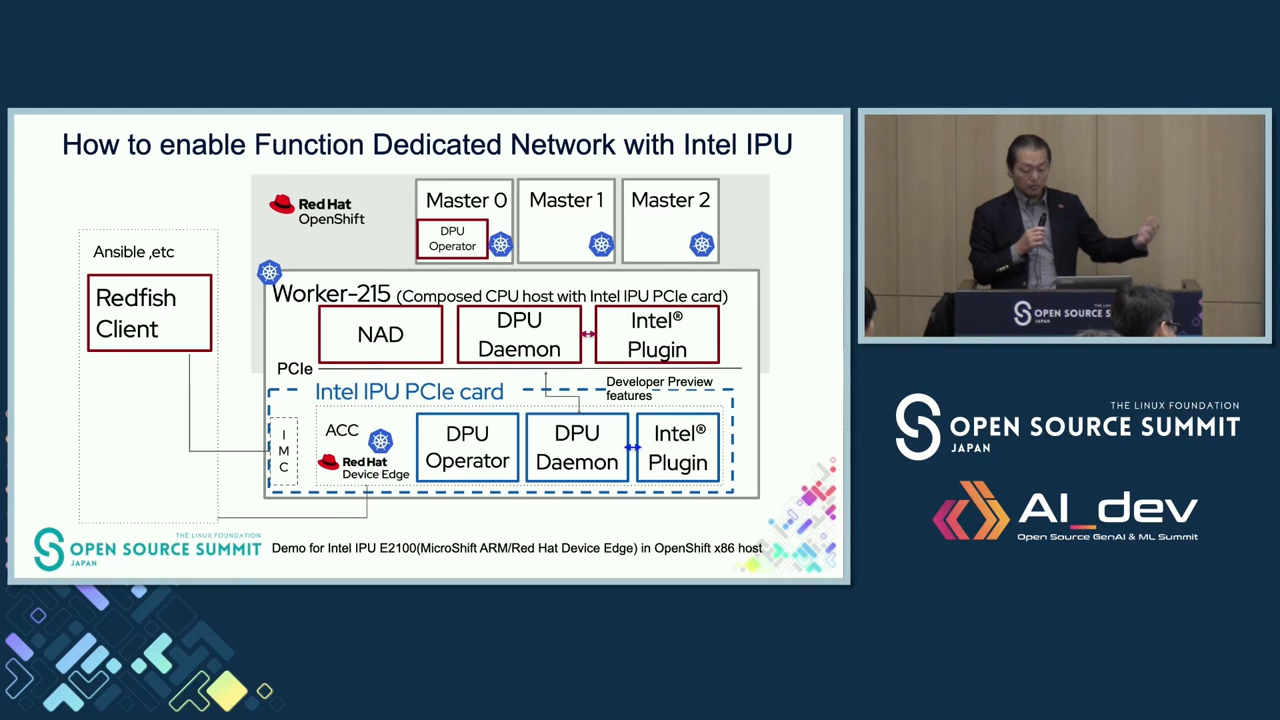 How to enable Function Dedicated Network with Intel IPU
Red Hat
OpenShift
Master 0
DPU
Operator
Master 1
Master 2
Ansible ,etc
Redfish
Client
Worker-215 (Composed CPU host with Intel IPU PCIe card)
NAD
DPU
Daemon
Intel®
Plugin
PCIe
Intel IPU PCIe card
Developer Preview
features
I
M
C
ACC
Red Hat
Device Edge
DPU
Operator
DPU
Daemon
Intel®
Plugin
THE LINUX FOUNDATION
OPEN SOURCE SUMMIT
JAPAN
Demo for Intel IPU E2100(MicroShift ARM/Red Hat Device Edge) in OpenShift x86 host
OPEN SOURCE S
JAPAN
THE LINUX FOUNDATION
OPEN SOURCE SUMMIT
JAPAN
AI_dev
Open Source GenAI & ML Summit